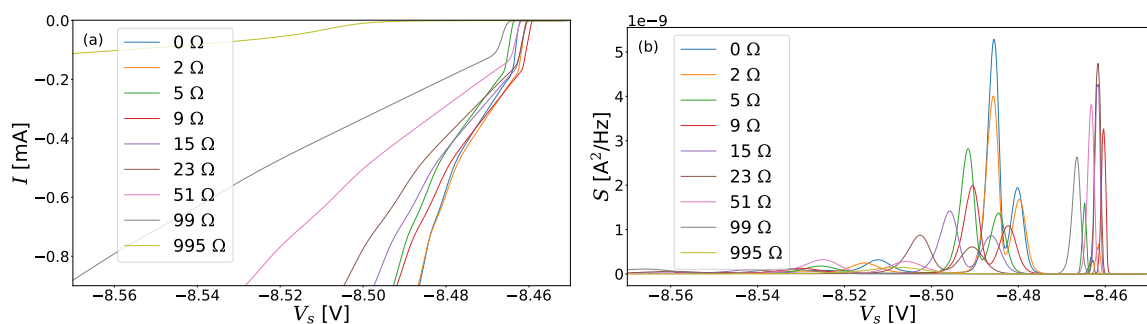 (a)
0 Ω
2 Ω
5 Ω
9 Ω
15 Ω
23 Ω
51 Ω
99 Ω
995 Ω
0.0
−0.2
−0.4
−0.6
−0.8
I [mA]
−8.56 −8.54 −8.52 −8.50 −8.48 −8.46
V_s [V]
1e−9
(b)
0 Ω
2 Ω
5 Ω
9 Ω
15 Ω
23 Ω
51 Ω
99 Ω
995 Ω
5
4
3
2
1
0
S [A²/Hz]
−8.56 −8.54 −8.52 −8.50 −8.48 −8.46
V_s [V]